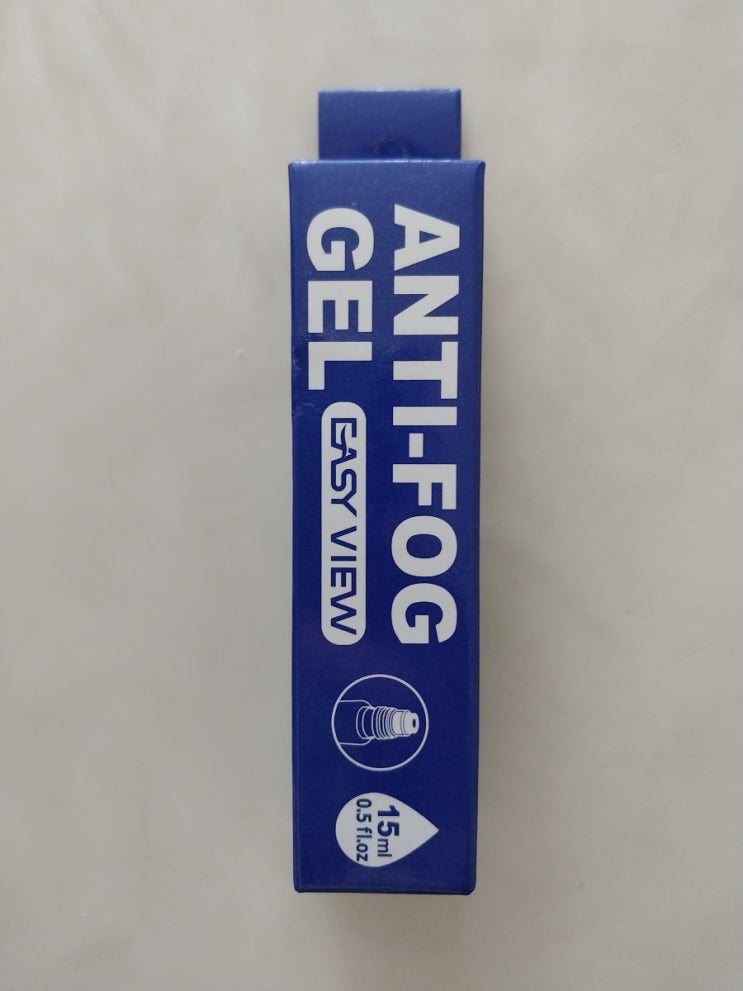 ANTI-FOG
GEL EASY VIEW
15ml
0.5 fl.oz